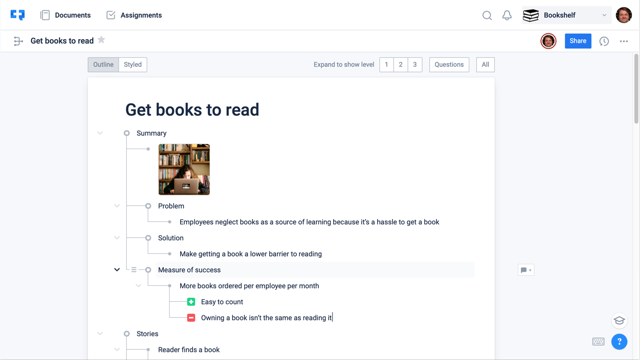 Documents
Assignments
Bookshelf
Get books to read
Share
Outline
Styled
Expand to show level
1
2
3
Questions
All
Get books to read
Summary
Problem
Employees neglect books as a source of learning because it's a hassle to get a book
Solution
Make getting a book a lower barrier to reading
Measure of success
More books ordered per employee per month
Easy to count
Owning a book isn't the same as reading it
Stories
Reader finds a book
?